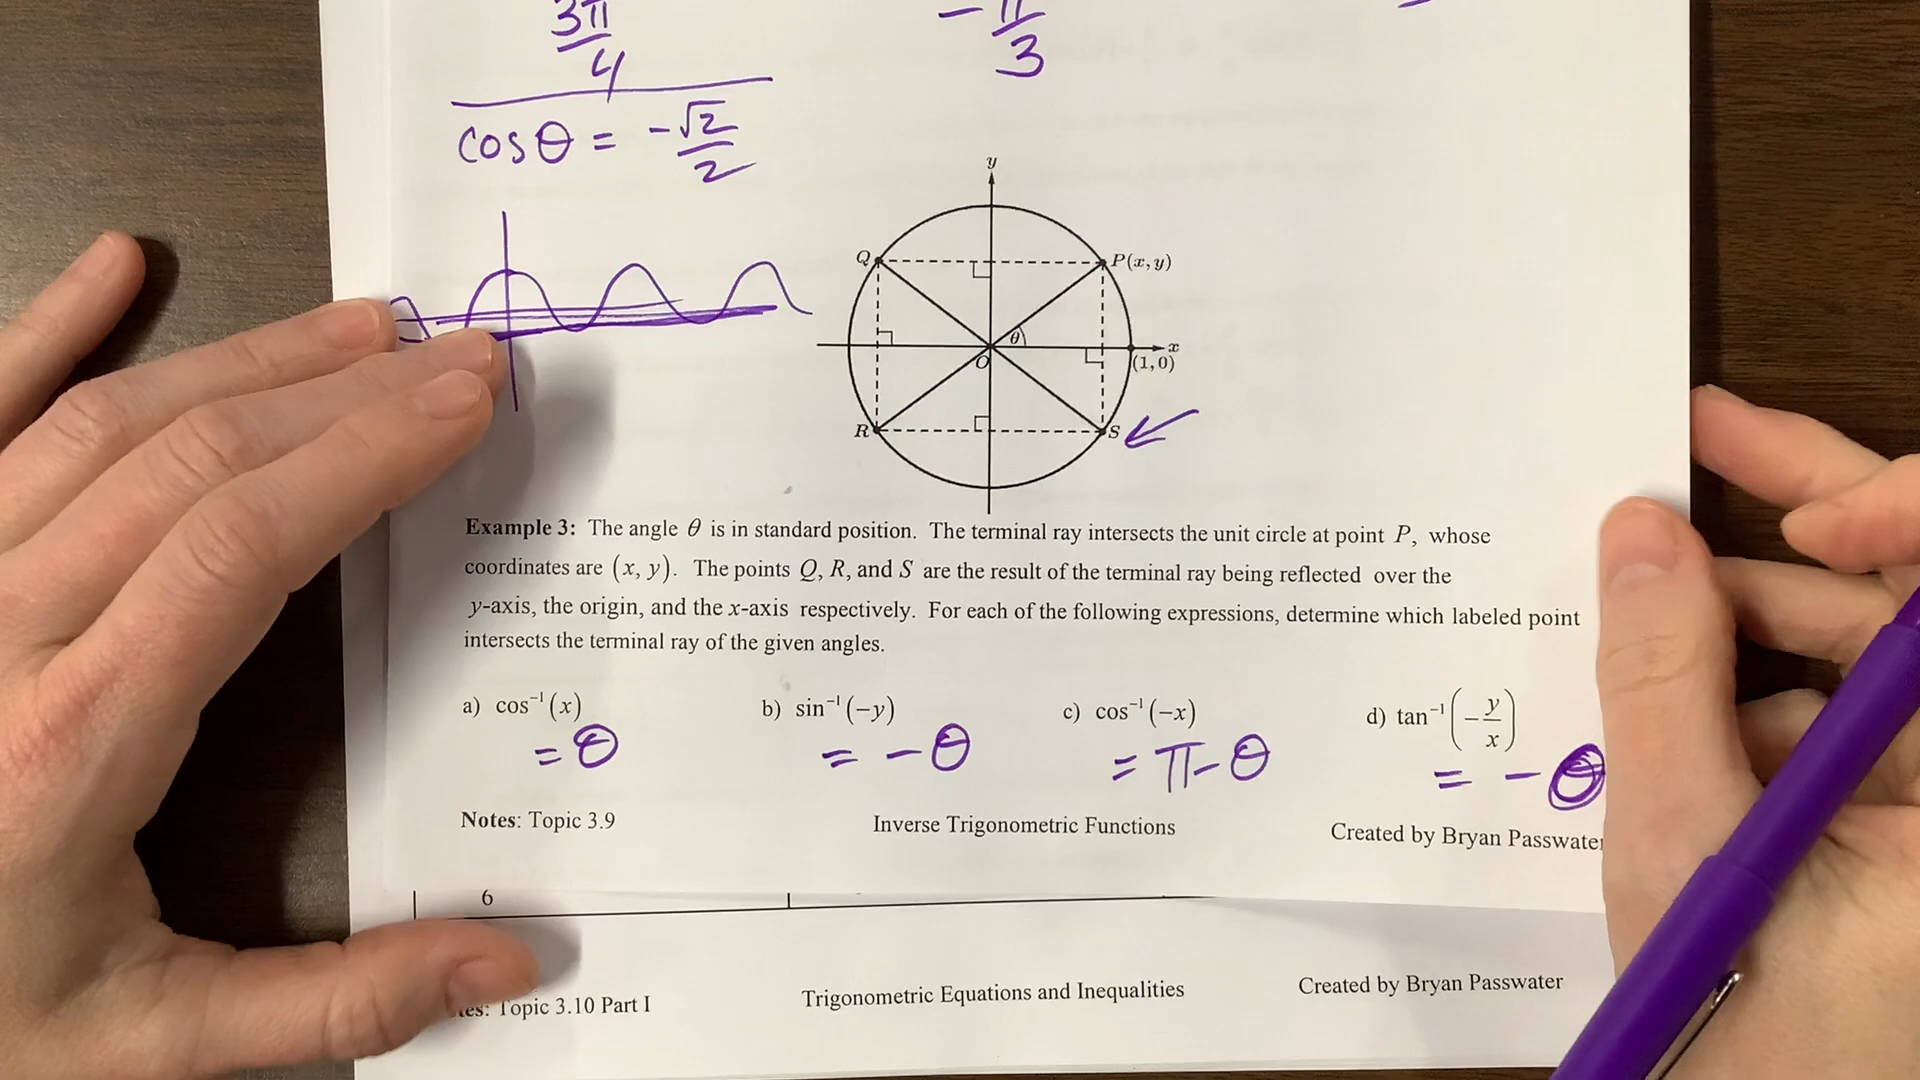 3π/4
-π/3
cosθ = -√2/2
y
Q
P(x, y)
θ
x
O
(1, 0)
R
S
Example 3: The angle θ is in standard position. The terminal ray intersects the unit circle at point P, whose
coordinates are (x, y). The points Q, R, and S are the result of the terminal ray being reflected over the
y-axis, the origin, and the x-axis respectively. For each of the following expressions, determine which labeled point
intersects the terminal ray of the given angles.
a) cos⁻¹(x) b) sin⁻¹(-y) c) cos⁻¹(-x) d) tan⁻¹(-y/x)
= θ = -θ = π-θ = -θ
Notes: Topic 3.9 Inverse Trigonometric Functions Created by Bryan Passwater
6
Topic 3.10 Part I Trigonometric Equations and Inequalities Created by Bryan Passwater